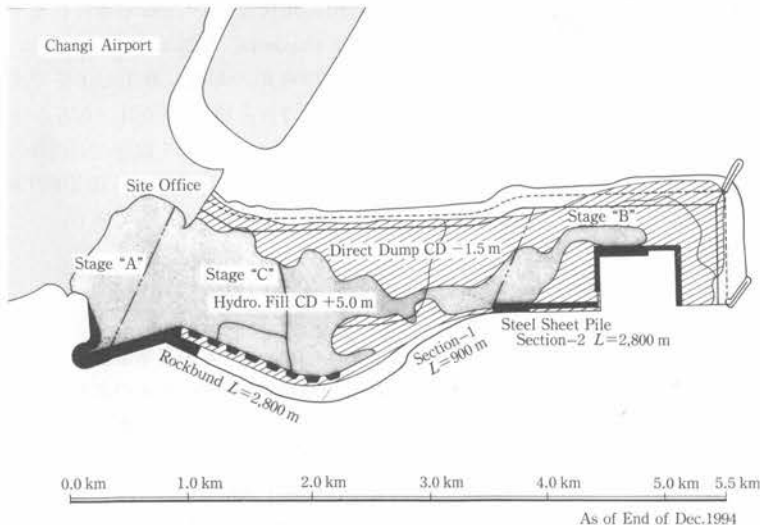 Changi Airport
Site Office
Stage "B"
Stage "A"
Direct Dump CD −1.5 m
Stage "C"
Hydro. Fill CD +5.0 m
Steel Sheet Pile
Section-2 L=2,800 m
Section-1
L=900 m
Rockbund L=2,800 m
0.0 km 1.0 km 2.0 km 3.0 km 4.0 km 5.0 km 5.5 km
As of End of Dec.1994